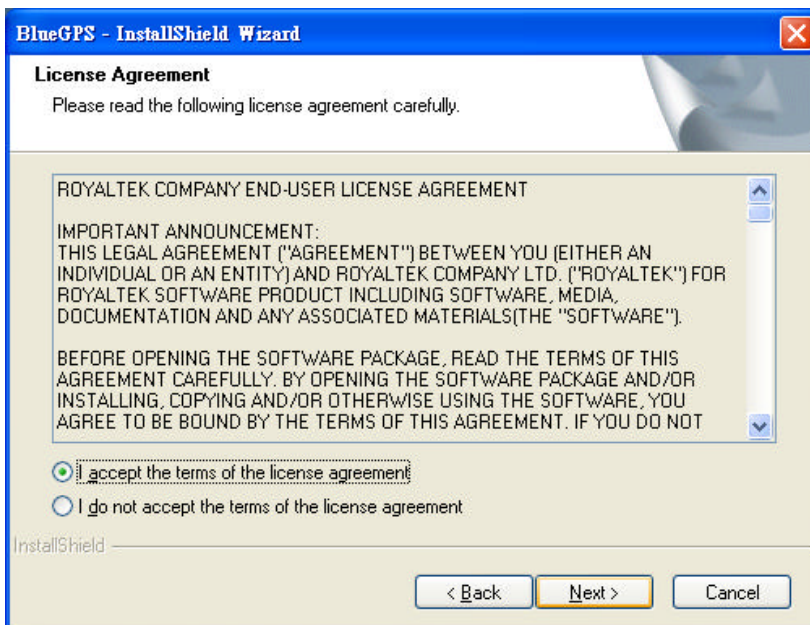 BlueGPS - InstallShield Wizard
License Agreement
Please read the following license agreement carefully.
ROYALTEK COMPANY END-USER LICENSE AGREEMENT
IMPORTANT ANNOUNCEMENT:
THIS LEGAL AGREEMENT ("AGREEMENT") BETWEEN YOU (EITHER AN
INDIVIDUAL OR AN ENTITY) AND ROYALTEK COMPANY LTD. ("ROYALTEK") FOR
ROYALTEK SOFTWARE PRODUCT INCLUDING SOFTWARE, MEDIA,
DOCUMENTATION AND ANY ASSOCIATED MATERIALS(THE "SOFTWARE").
BEFORE OPENING THE SOFTWARE PACKAGE, READ THE TERMS OF THIS
AGREEMENT CAREFULLY. BY OPENING THE SOFTWARE PACKAGE AND/OR
INSTALLING, COPYING AND/OR OTHERWISE USING THE SOFTWARE, YOU
AGREE TO BE BOUND BY THE TERMS OF THIS AGREEMENT. IF YOU DO NOT
I accept the terms of the license agreement
I do not accept the terms of the license agreement
InstallShield
< Back Next > Cancel